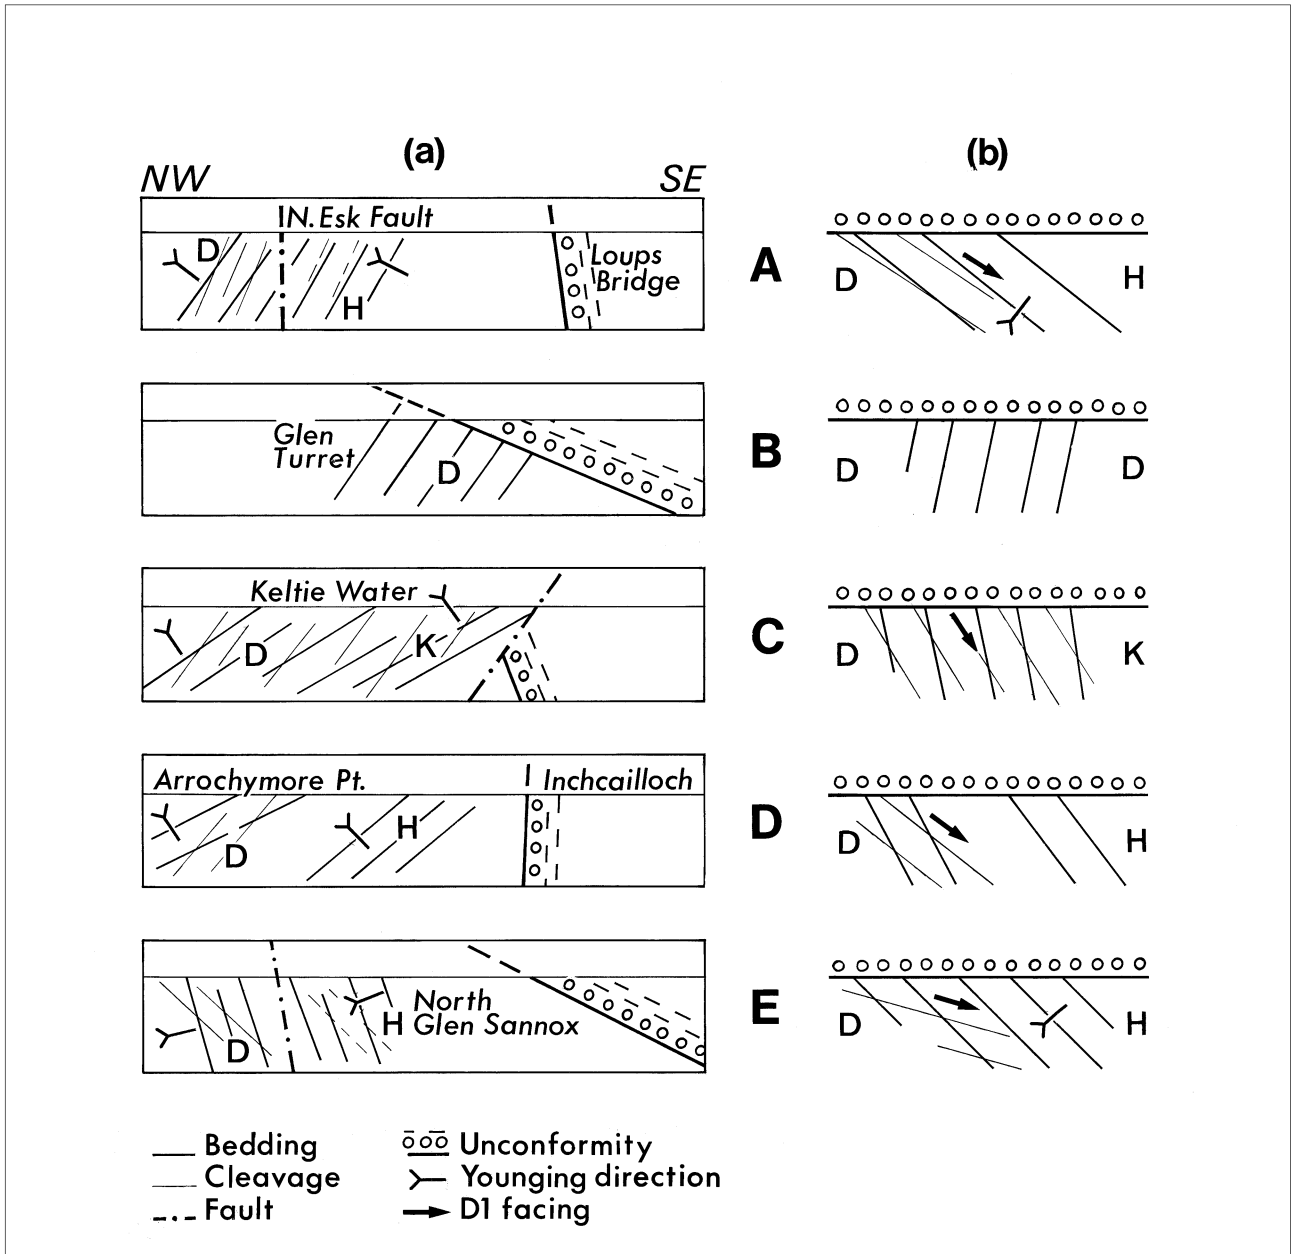 (a)
(b)
NW
SE
N. Esk Fault
D
H
Loups
Bridge
A
D
H
Glen
Turret
D
B
D
D
Keltie Water
D
K
C
D
K
Arrochymore Pt.
Inchcailloch
D
H
D
D
H
D
H
North
Glen Sannox
E
D
H
Bedding
Unconformity
Cleavage
Younging direction
Fault
D1 facing